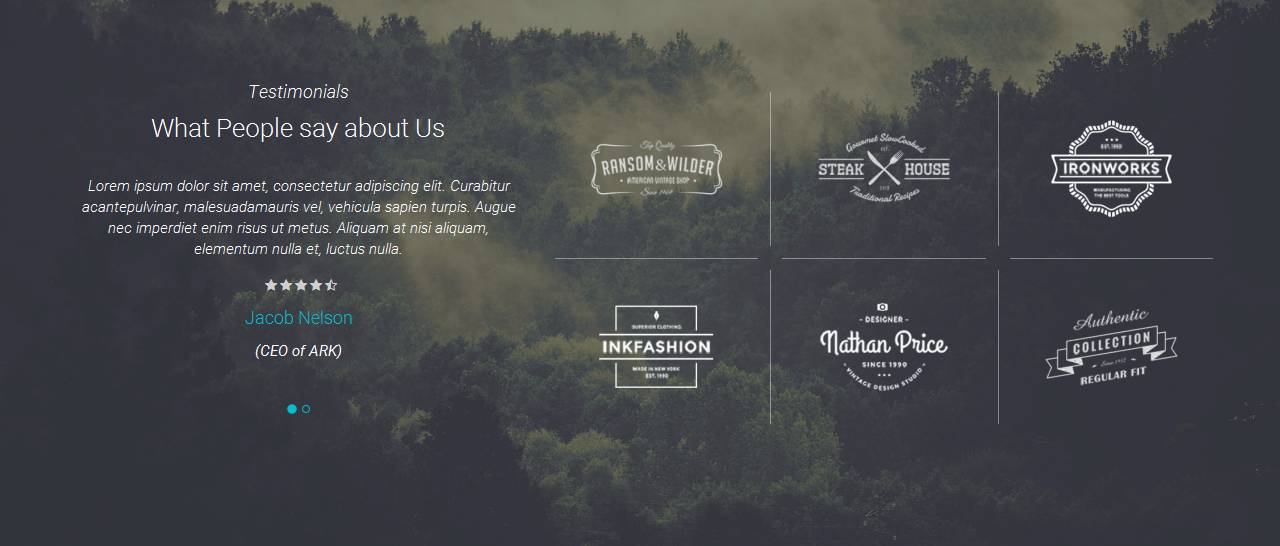 Testimonials
What People say about Us
Lorem ipsum dolor sit amet, consectetur adipiscing elit. Curabitur
acantepulvinar, malesuadamauris vel, vehicula sapien turpis. Augue
nec imperdiet enim risus ut metus. Aliquam at nisi aliquam,
elementum nulla et, luctus nulla.
Jacob Nelson
(CEO of ARK)
Top Quality
RANSOM & WILDER
AMERICAN VINTAGE SHOP
Gourmet SlowCooked
EST.
STEAK HOUSE
Traditional Recipes
EST. 1990
IRONWORKS
MANUFACTURING
THE BEST TOOLS
SUPERIOR CLOTHING
INKFASHION
MADE IN NEW YORK
EST. 1990
- DESIGNER -
Nathan Price
SINCE 1990
• VINTAGE DESIGN STUDIO •
Authentic
COLLECTION
REGULAR FIT